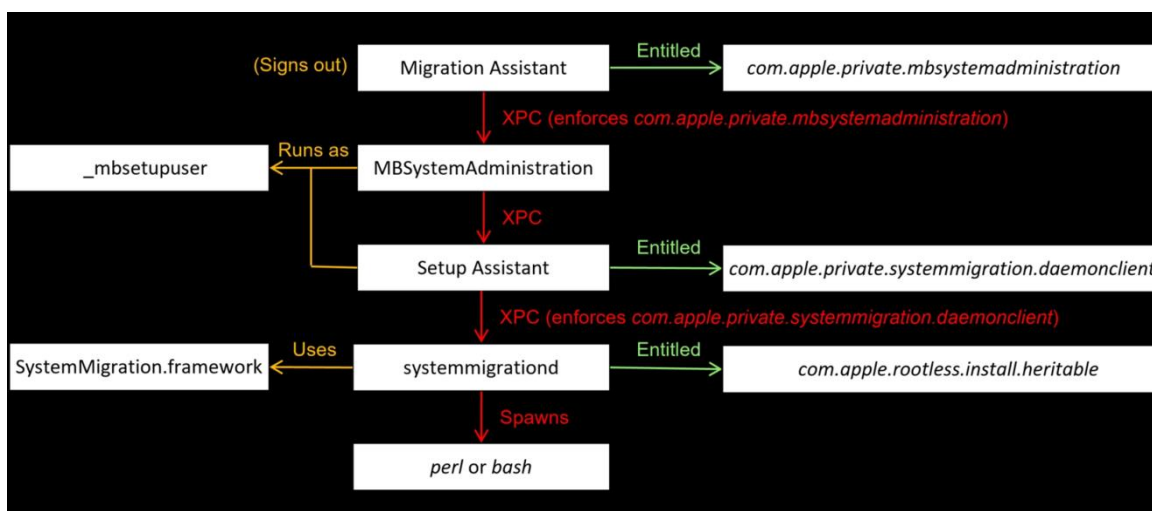 Entitled
(Signs out)
Migration Assistant
com.apple.private.mbsystemadministration
XPC (enforces com.apple.private.mbsystemadministration)
Runs as
_mbsetupuser
MBSystemAdministration
XPC
Entitled
Setup Assistant
com.apple.private.systemmigration.daemonclient
XPC (enforces com.apple.private.systemmigration.daemonclient)
Uses
Entitled
SystemMigration.framework
systemmigrationd
com.apple.rootless.install.heritable
Spawns
perl or bash